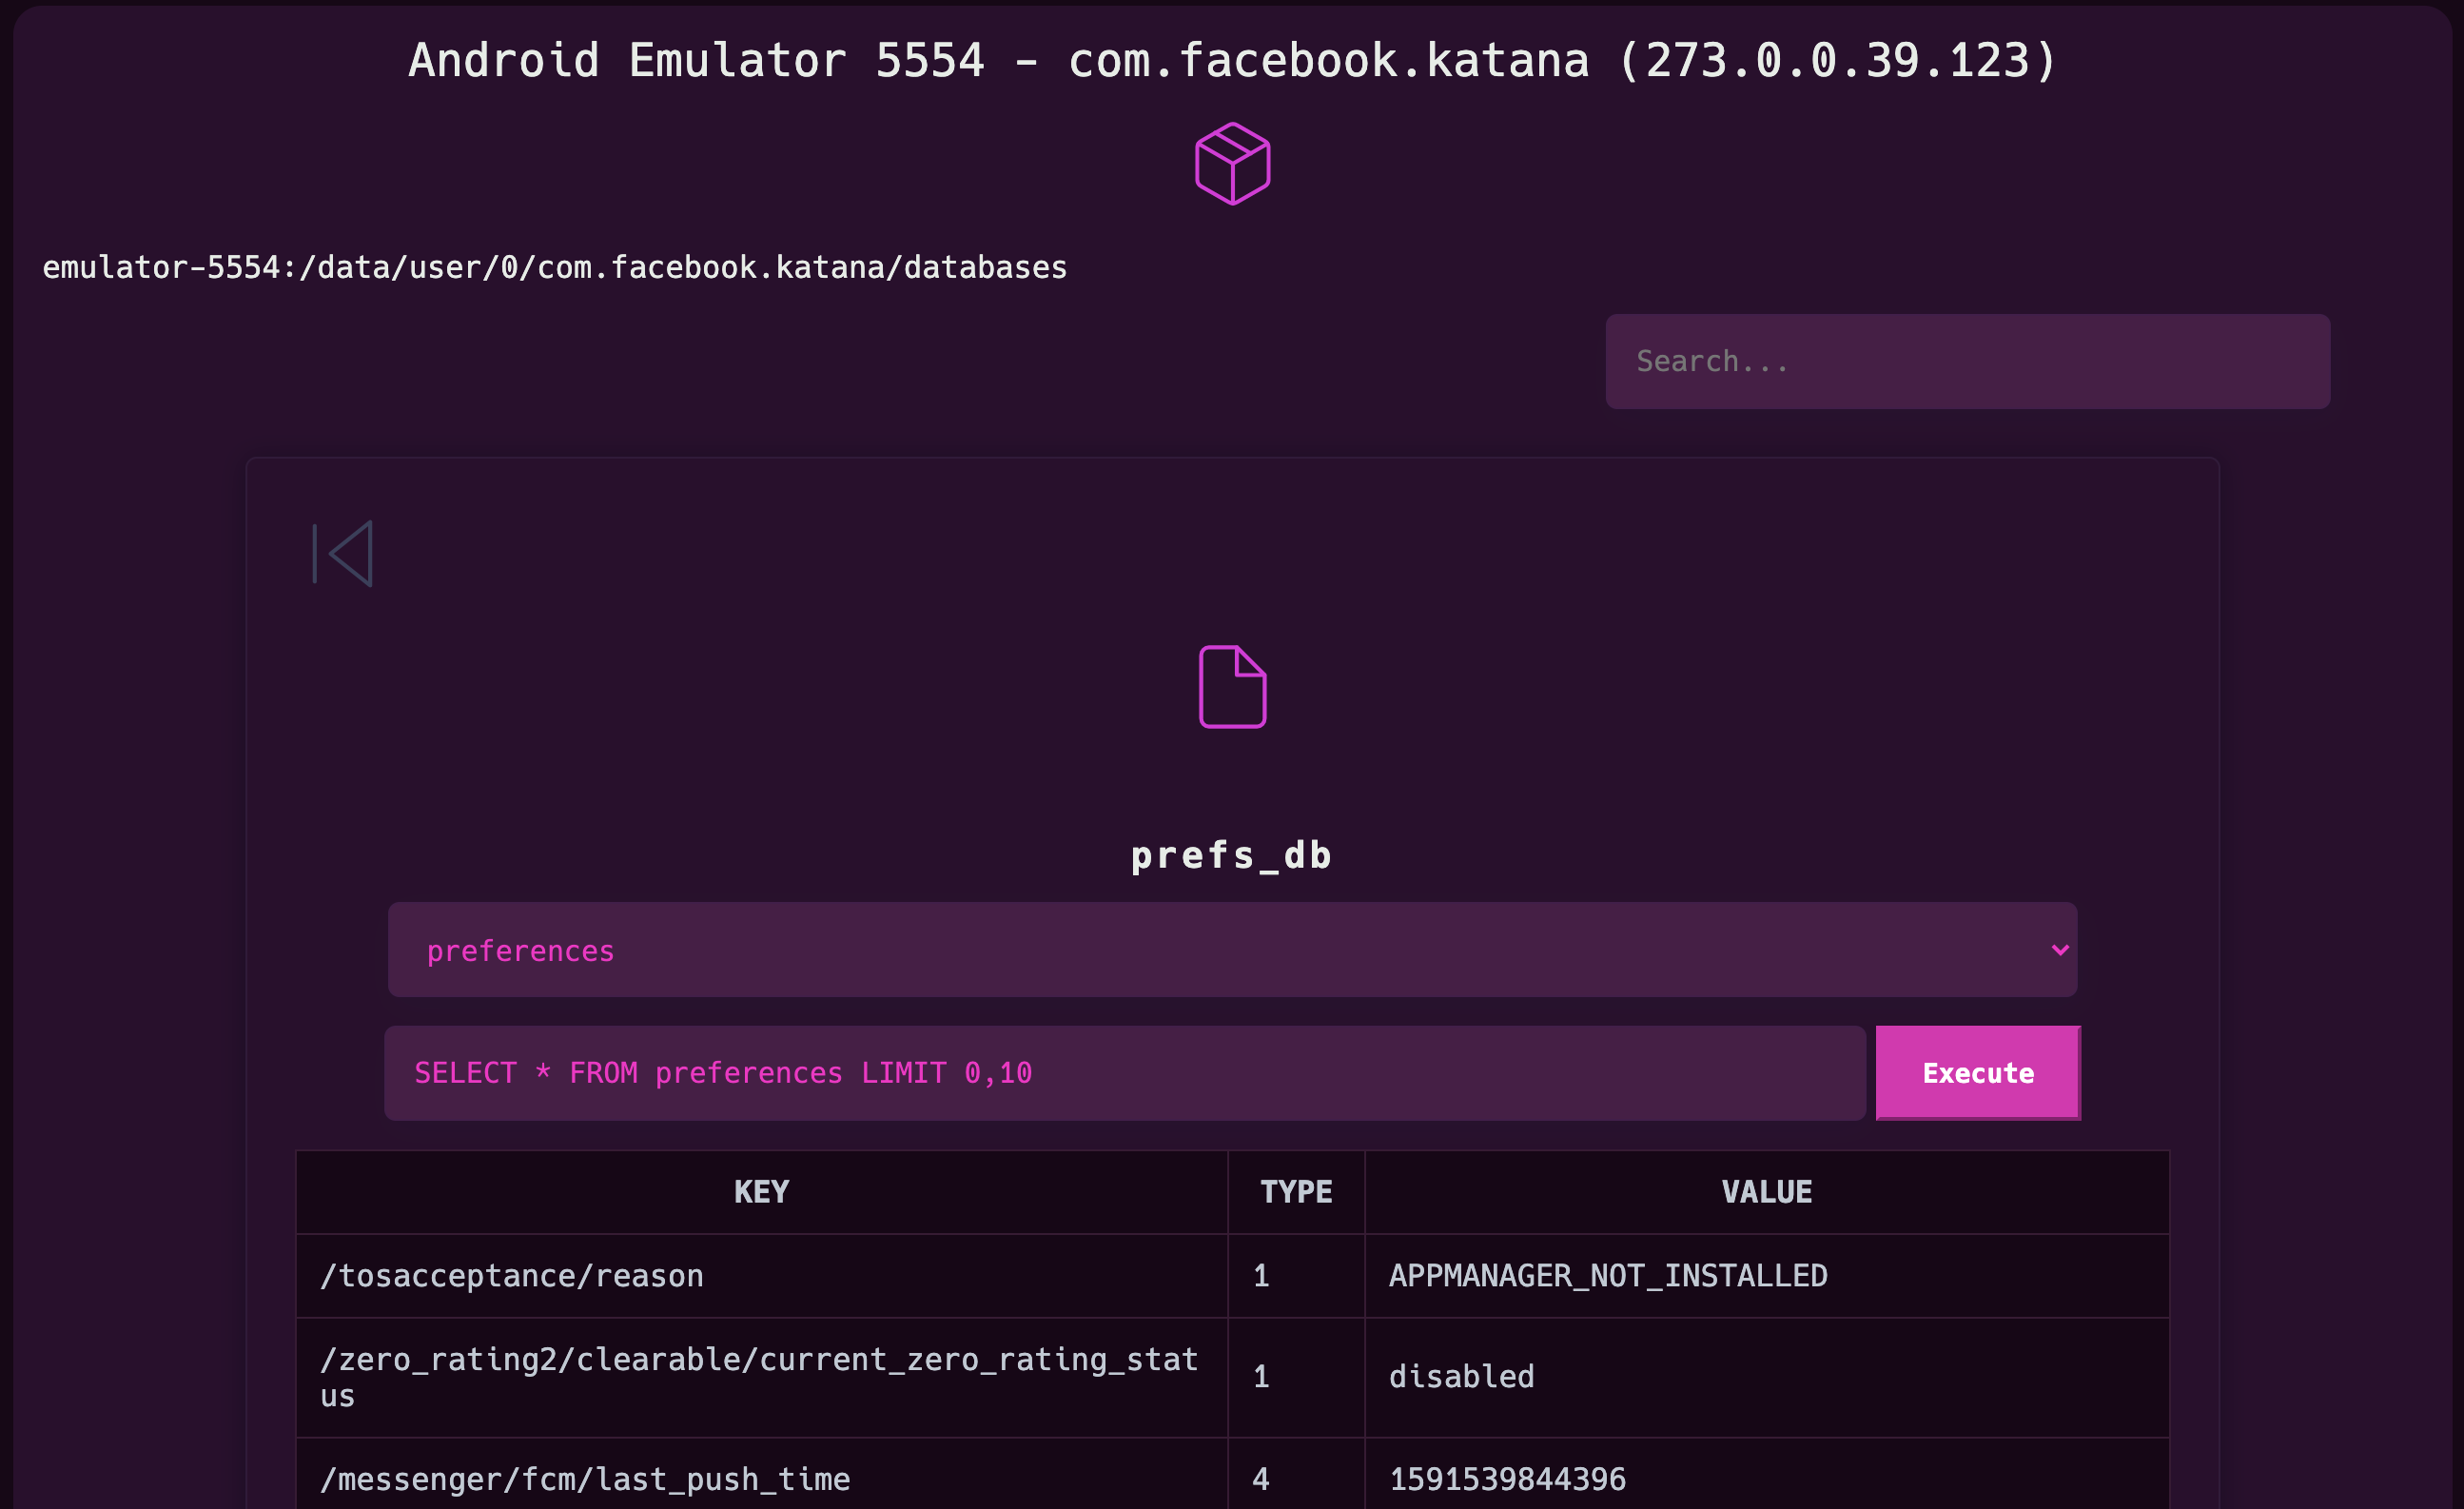 Android Emulator 5554 - com.facebook.katana (273.0.0.39.123)
emulator-5554:/data/user/0/com.facebook.katana/databases
Search...
prefs_db
preferences
SELECT * FROM preferences LIMIT 0,10
Execute
KEY TYPE VALUE
/tosacceptance/reason 1 APPMANAGER_NOT_INSTALLED
/zero_rating2/clearable/current_zero_rating_stat
us 1 disabled
/messenger/fcm/last_push_time 4 1591539844396